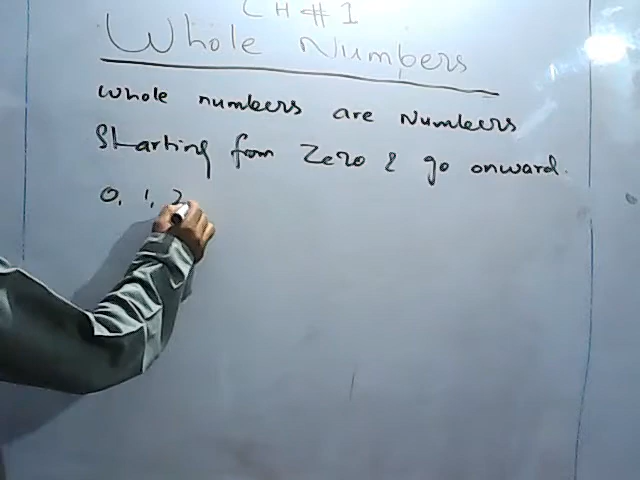 CH #1
Whole Numbers
Whole numbers are Numbers
Starting from Zero & go onward.
0, 1, 2